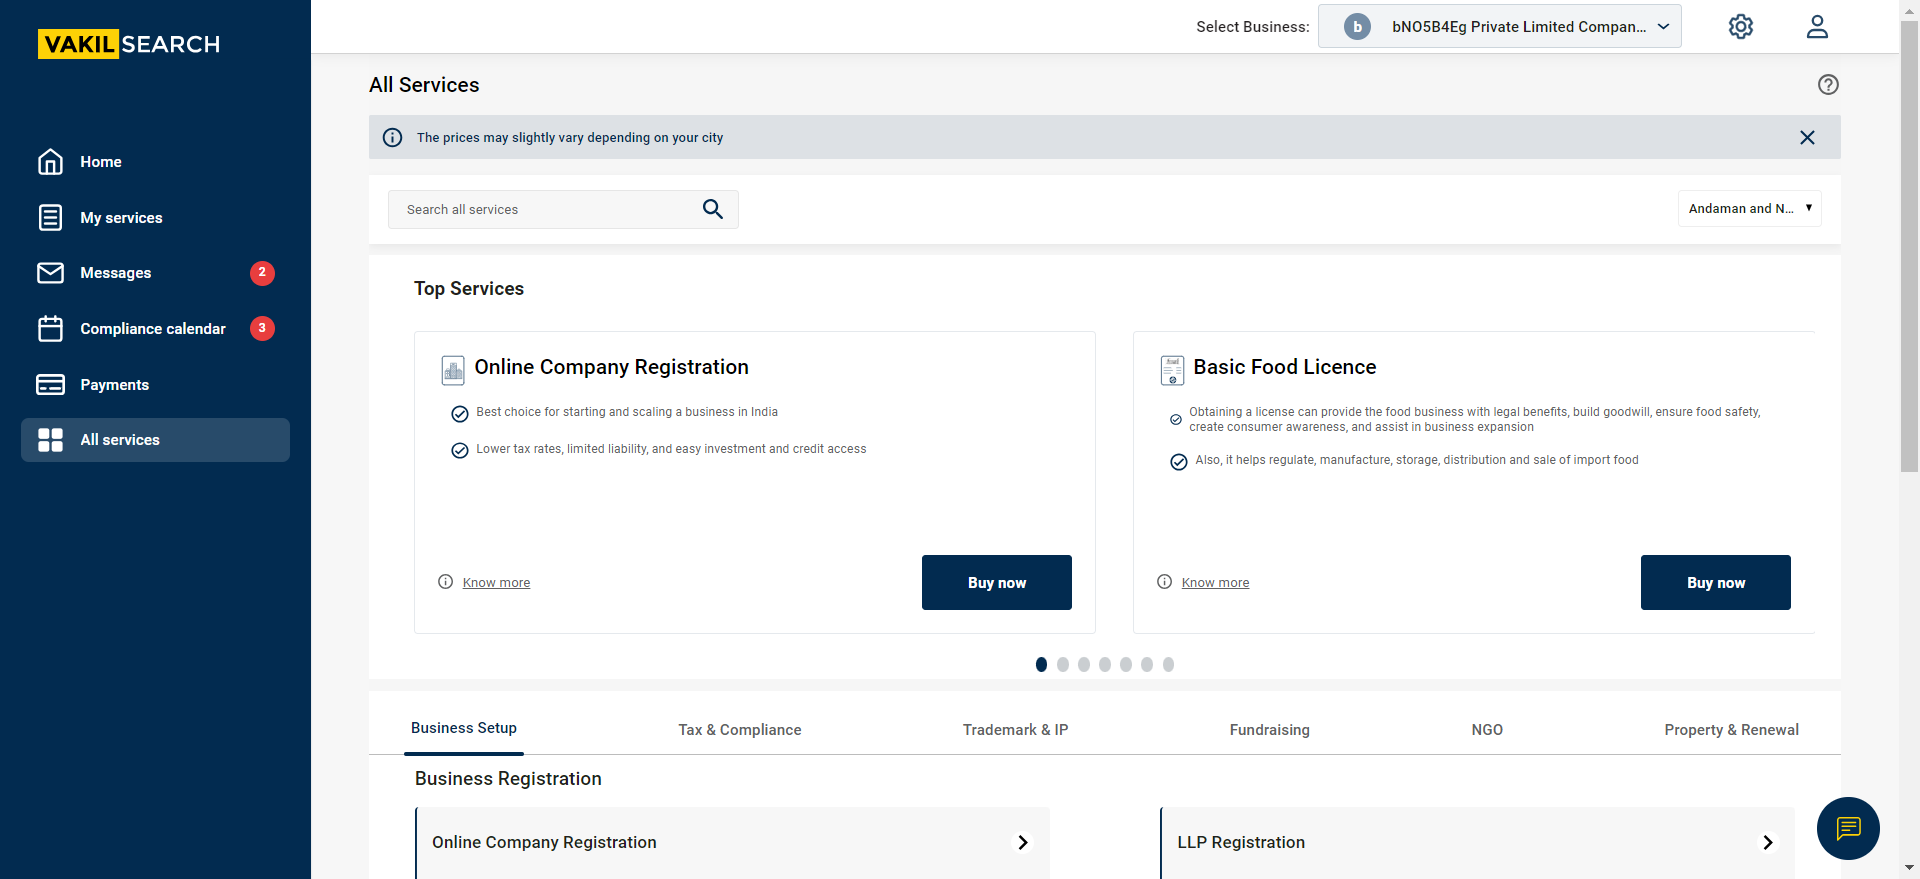 VAKILSEARCH
Select Business:
b
bNO5B4Eg Private Limited Compan...
Home
My services
Messages
2
Compliance calendar
3
Payments
All services
All Services
The prices may slightly vary depending on your city
Search all services
Andaman and N...
Top Services
Online Company Registration
Best choice for starting and scaling a business in India
Lower tax rates, limited liability, and easy investment and credit access
Know more
Buy now
Basic Food Licence
Obtaining a license can provide the food business with legal benefits, build goodwill, ensure food safety,
create consumer awareness, and assist in business expansion
Also, it helps regulate, manufacture, storage, distribution and sale of import food
Know more
Buy now
Business Setup
Tax & Compliance
Trademark & IP
Fundraising
NGO
Property & Renewal
Business Registration
Online Company Registration
LLP Registration